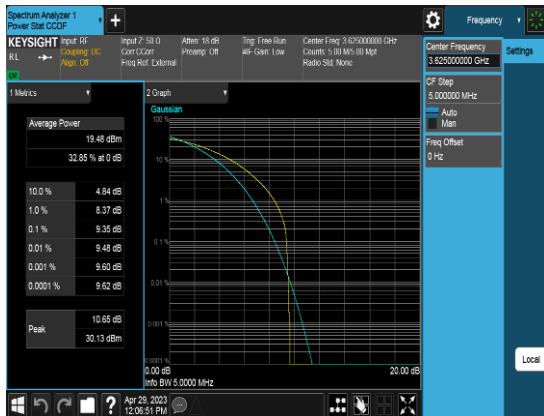 Spectrum Analyzer 1
Power Stat CCDF
Frequency
KEYSIGHT
RL
Input: RF
Coupling: DC
Align: Off
Input Z: 50 Ω
Corr CCorr
Freq Ref: External
Atten: 18 dB
Preamp: Off
Trig: Free Run
#IF Gain: Low
Center Freq: 3.625000000 GHz
Counts: 5.00 M/5.00 Mpt
Radio Std: None
Center Frequency
3.625000000 GHz
Settings
CF Step
5.000000 MHz
Auto
Man
Freq Offset
0 Hz
1 Metrics
2 Graph
Gaussian
Average Power
19.48 dBm
32.85 % at 0 dB
10.0 % 4.84 dB
1.0 % 8.37 dB
0.1 % 9.35 dB
0.01 % 9.48 dB
0.001 % 9.60 dB
0.0001 % 9.62 dB
Peak
10.65 dB
30.13 dBm
100 %
10 %
1 %
0.1 %
0.01 %
0.001 %
0.0001 %
0.00 dB
20.00 dB
Info BW 5.0000 MHz
Local
?
Apr 29, 2023
12:06:51 PM